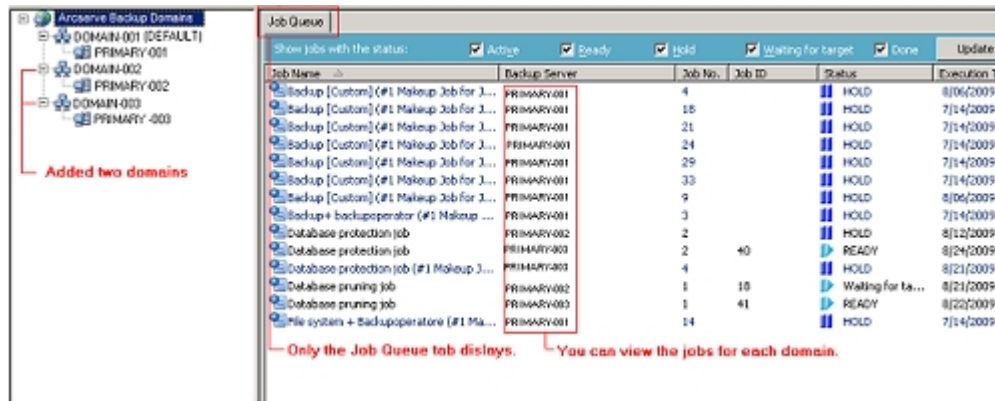 Arcserve Backup Domains
DOMAIN-001 (DEFAULT)
PRIMARY-001
DOMAIN-002
PRIMARY-002
DOMAIN-003
PRIMARY -003
Added two domains
Job Queue
Show jobs with the status: Active Ready Hold Waiting for target Done Update
Job Name Backup Server Job No. Job ID Status Execution T
Backup [Custom] (#1 Makeup Job for J... PRIMARY-001 4 HOLD 8/06/2009
Backup [Custom] (#1 Makeup Job for J... PRIMARY-001 18 HOLD 7/14/2009
Backup [Custom] (#1 Makeup Job for J... PRIMARY-001 21 HOLD 7/14/2009
Backup [Custom] (#1 Makeup Job for J... PRIMARY-001 24 HOLD 7/14/2009
Backup [Custom] (#1 Makeup Job for J... PRIMARY-001 29 HOLD 7/14/2009
Backup [Custom] (#1 Makeup Job for J... PRIMARY-001 33 HOLD 7/14/2009
Backup [Custom] (#1 Makeup Job for J... PRIMARY-001 9 HOLD 8/06/2009
Backup+ backupoperator (#1 Makeup ... PRIMARY-001 3 HOLD 7/14/2009
Database protection job PRIMARY-002 2 HOLD 8/12/2009
Database protection job PRIMARY-003 2 40 READY 8/24/2009
Database protection job (#1 Makeup J... PRIMARY-003 4 HOLD 8/21/2009
Database pruning job PRIMARY-002 1 18 Waiting for ta... 8/21/2009
Database pruning job PRIMARY-003 1 41 READY 8/22/2009
File system + Backupoperatore (#1 Ma... PRIMARY-001 14 HOLD 7/14/2009
Only the Job Queue tab displays.
You can view the jobs for each domain.